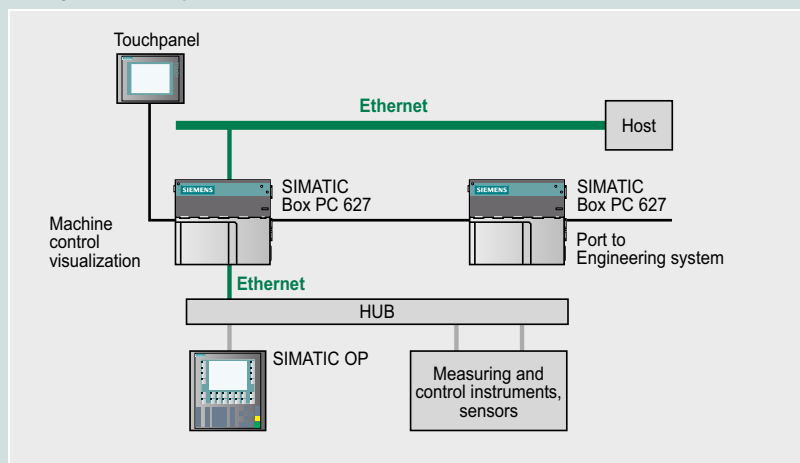 Touchpanel
Ethernet
Host
SIEMENS
SIMATIC
Box PC 627
SIEMENS
SIMATIC
Box PC 627
Machine
control
visualization
Port to
Engineering system
Ethernet
HUB
SIMATIC OP
Measuring and
control instruments,
sensors